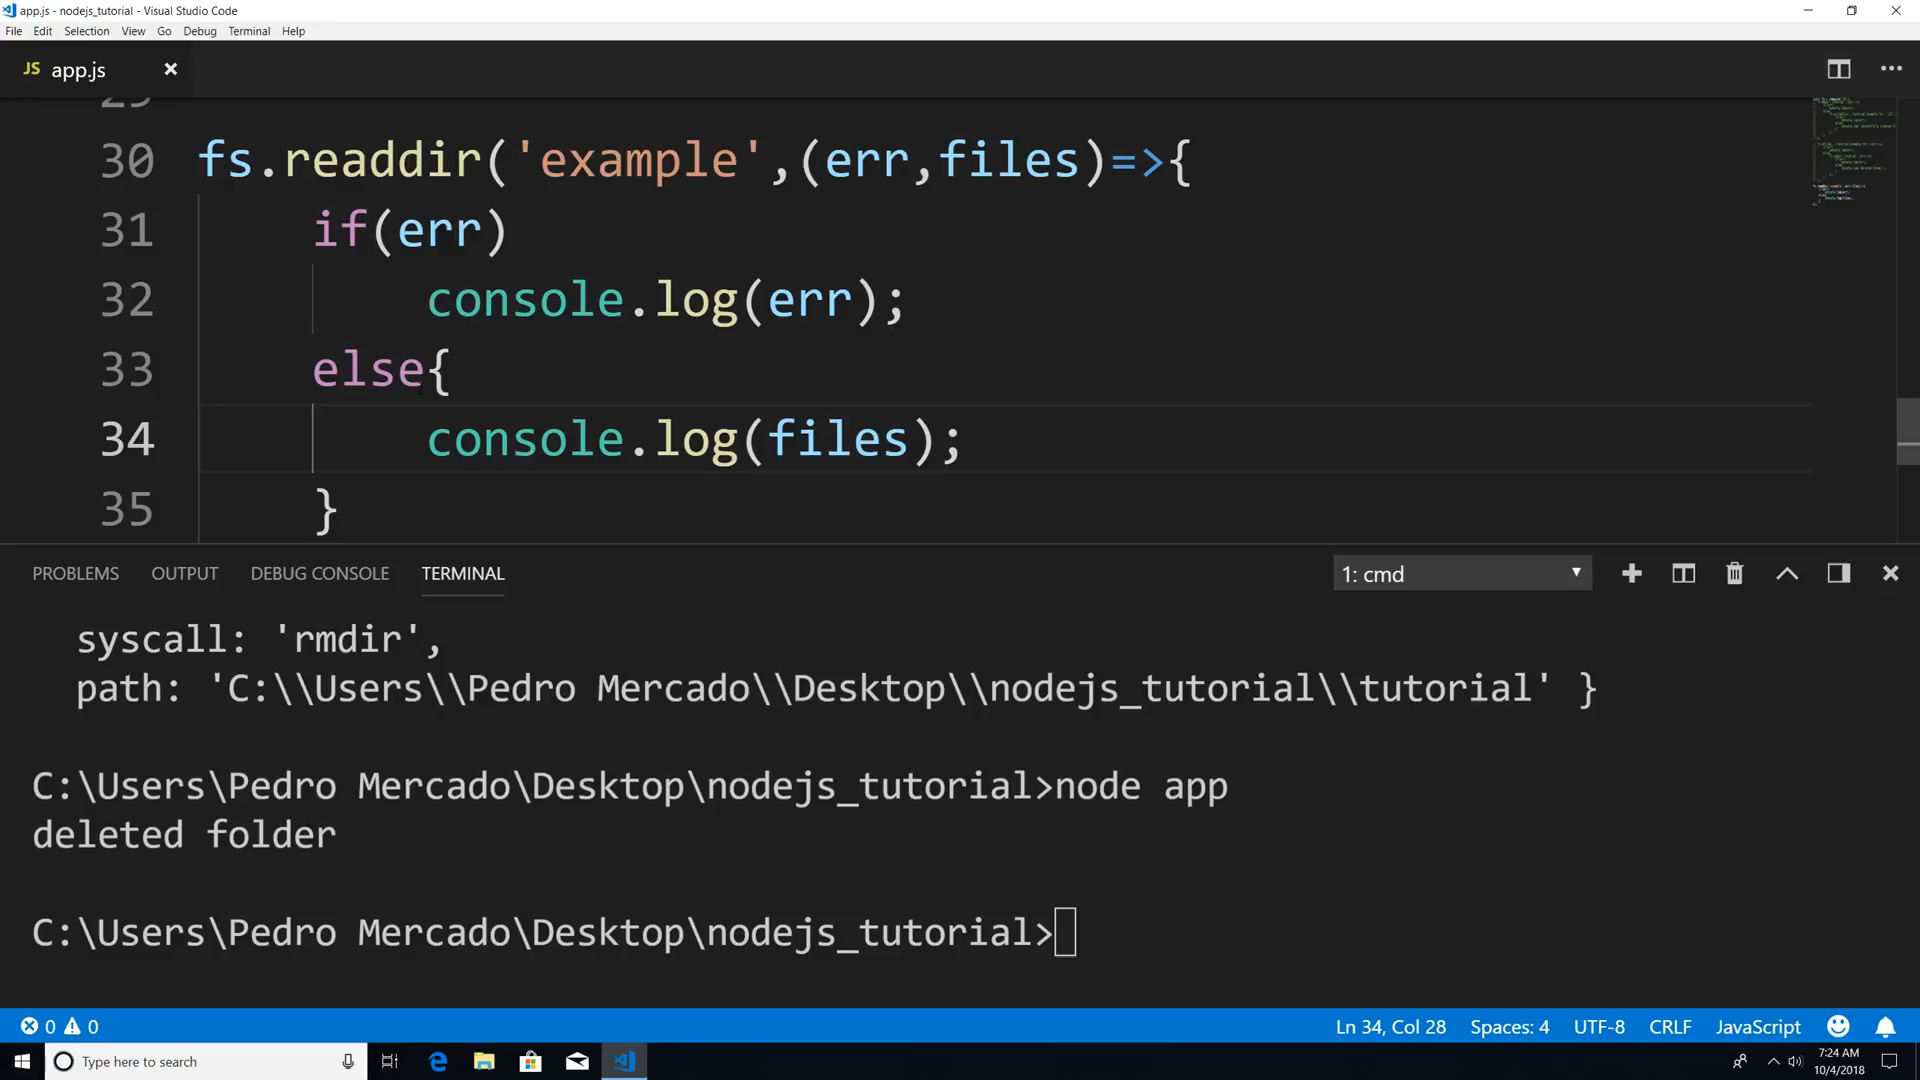 app.js - nodejs_tutorial - Visual Studio Code
File Edit Selection View Go Debug Terminal Help
JS app.js
29
30 fs.readdir('example',(err,files)=>{
31 if(err)
32 console.log(err);
33 else{
34 console.log(files);
35 }
PROBLEMS OUTPUT DEBUG CONSOLE TERMINAL 1: cmd
syscall: 'rmdir',
path: 'C:\\Users\\Pedro Mercado\\Desktop\\nodejs_tutorial\\tutorial' }
C:\Users\Pedro Mercado\Desktop\nodejs_tutorial>node app
deleted folder
C:\Users\Pedro Mercado\Desktop\nodejs_tutorial>
0 0 Ln 34, Col 28 Spaces: 4 UTF-8 CRLF JavaScript
Type here to search
7:24 AM
10/4/2018